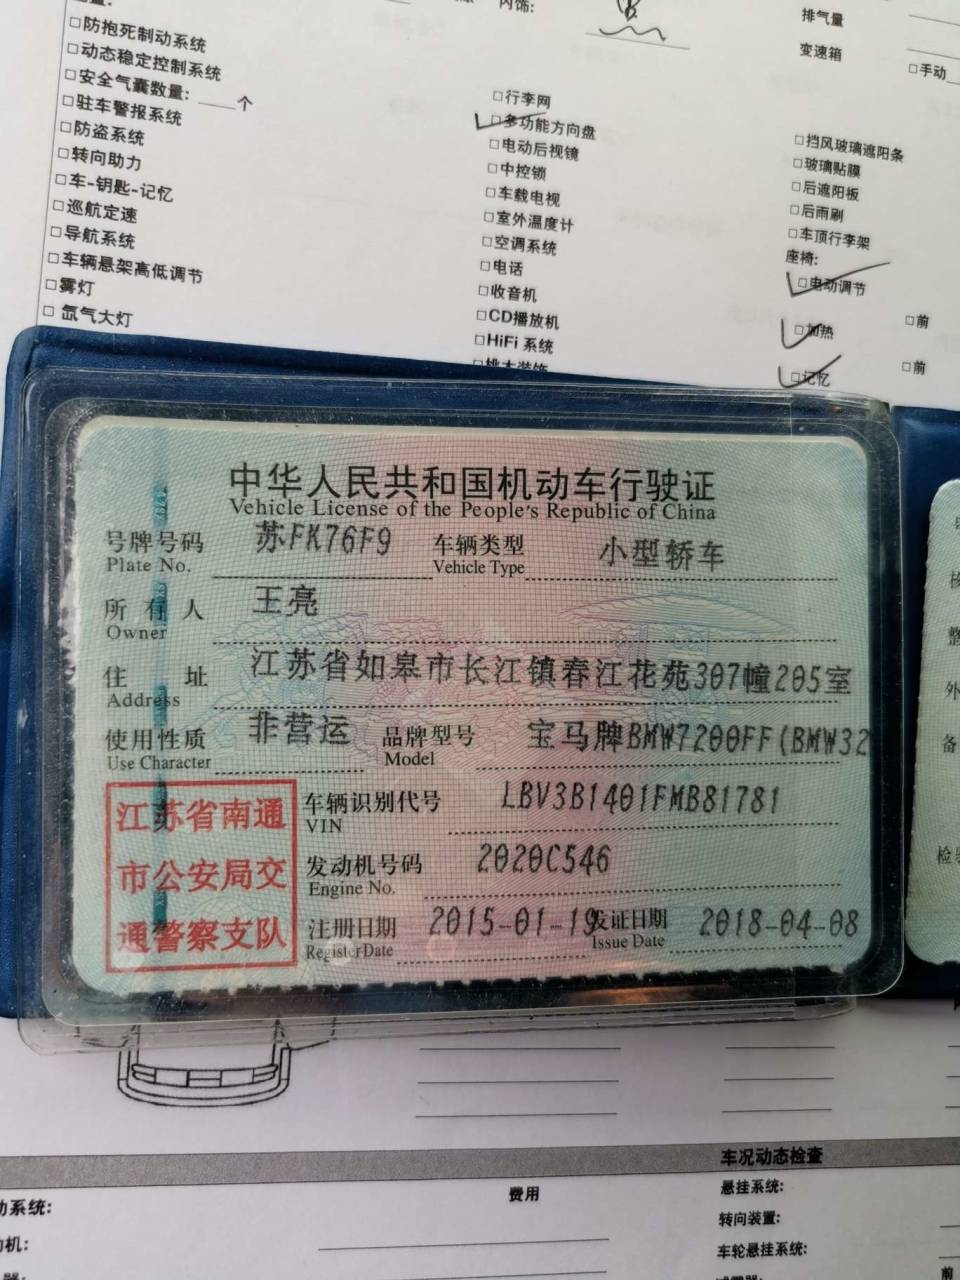 内饰:
排气量
变速箱
□手动
□防抱死制动系统
□动态稳定控制系统
□安全气囊数量: ____个
□驻车警报系统
□防盗系统
□转向助力
□车-钥匙-记忆
□巡航定速
□导航系统
□车辆悬架高低调节
□雾灯
□氙气大灯
□行李网
□多功能方向盘
□电动后视镜
□中控锁
□车载电视
□室外温度计
□空调系统
□电话
□收音机
□CD播放机
□HiFi 系统
□挡风玻璃遮阳条
□玻璃贴膜
□后遮阳板
□后雨刷
□车顶行李架
座椅:
□电动调节
□加热 □前
□记忆 □前
中华人民共和国机动车行驶证
Vehicle License of the People's Republic of China
号牌号码 苏FK76F9 车辆类型 小型轿车
Plate No. Vehicle Type
所有人 王亮
Owner
住址 江苏省如皋市长江镇春江花苑307幢205室
Address
使用性质 非营运 品牌型号 宝马牌BMW7200FF(BMW32
Use Character Model
江苏省南通
市公安局交
通警察支队
车辆识别代号 LBV3B1401FMB81781
VIN
发动机号码 2020C546
Engine No.
注册日期 2015-01-19 发证日期 2018-04-08
Register Date Issue Date
整
外
备
检验
车况动态检查
动系统:
费用
悬挂系统:
转向装置:
车轮悬挂系统:
前